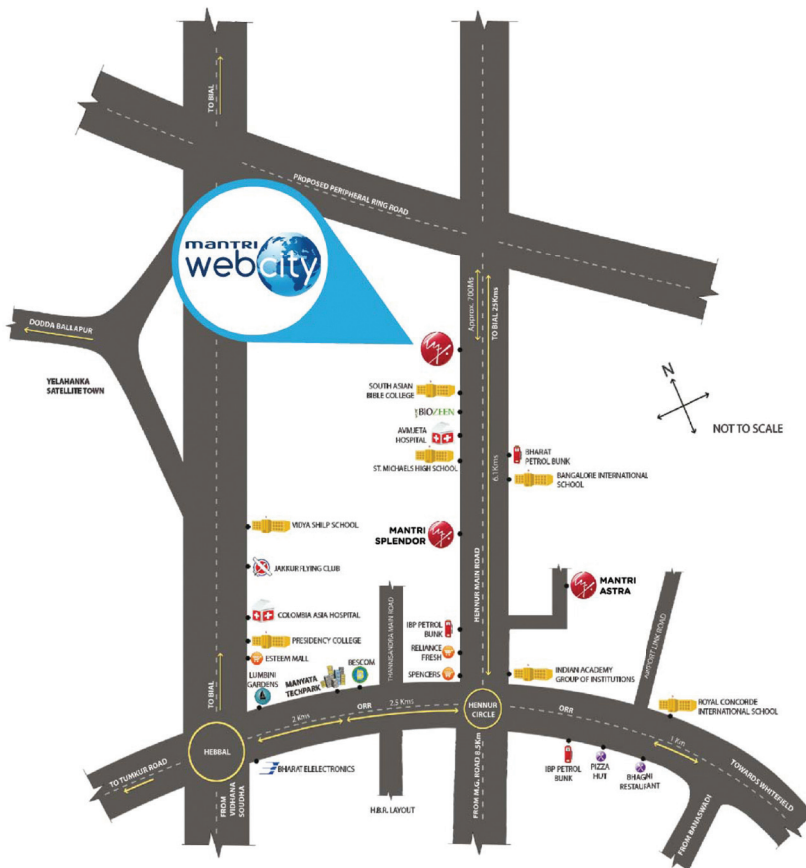 TO BIAL
PROPOSED PERIPHERAL RING ROAD
mantri
webcity
Approx. 700Ms
TO BIAL 25Kms
DODDA BALLAPUR
YELAHANKA
SATELLITE TOWN
N
NOT TO SCALE
SOUTH ASIAN
BIBLE COLLEGE
BiOZEEN
AVMJETA
HOSPITAL
ST. MICHAELS HIGH SCHOOL
6.1Kms
BHARAT
PETROL BUNK
BANGALORE INTERNATIONAL
SCHOOL
VIDYA SHILP SCHOOL
MANTRI
SPLENDOR
JAKKUR FLYING CLUB
HENNUR MAIN ROAD
MANTRI
ASTRA
THANNISANDRA MAIN ROAD
AIRPORT LINK ROAD
COLOMBIA ASIA HOSPITAL
IBP PETROL
BUNK
PRESIDENCY COLLEGE
RELIANCE
FRESH
ESTEEM MALL
BESCOM
LUMBINI
GARDENS
MANYATA
TECHPARK
SPENCERS
INDIAN ACADEMY
GROUP OF INSTITUTIONS
TO BIAL
ROYAL CONCORDE
INTERNATIONAL SCHOOL
2 Kms
ORR
2.5 Kms
HENNUR
CIRCLE
ORR
1 Km
HEBBAL
TO TUMKUR ROAD
BHARAT ELELECTRONICS
IBP PETROL
BUNK
PIZZA
HUT
BHAGINI
RESTAURANT
TOWARDS WHITEFIELD
FROM
VIDHANA
SOUDHA
H.B.R. LAYOUT
FROM M.G. ROAD 8.5Km
FROM BANASWADI